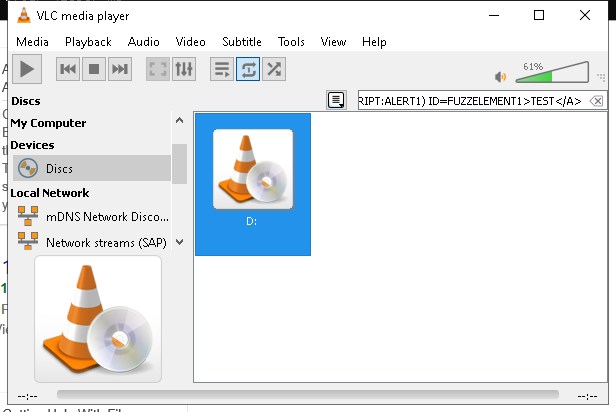 VLC media player
Media Playback Audio Video Subtitle Tools View Help
61%
Discs
RIPT:ALERT1) ID=FUZZELEMENT1>TEST</A>
My Computer
Devices
Discs
Local Network
mDNS Network Disco...
Network streams (SAP)
D:
--:--
--:--